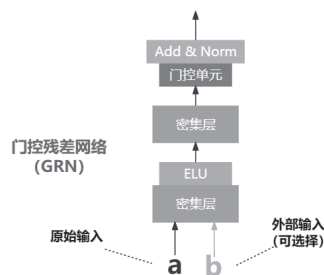 Add & Norm
门控单元
密集层
门控残差网络
（GRN）
ELU
密集层
原始输入
外部输入
（可选择）
a
b